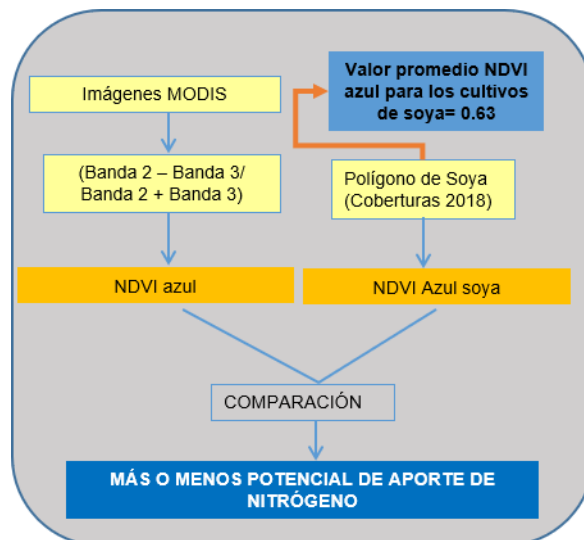 Imágenes MODIS
Valor promedio NDVI
azul para los cultivos
de soya= 0.63
(Banda 2 – Banda 3/
Banda 2 + Banda 3)
Polígono de Soya
(Coberturas 2018)
NDVI azul
NDVI Azul soya
COMPARACIÓN
MÁS O MENOS POTENCIAL DE APORTE DE
NITRÓGENO